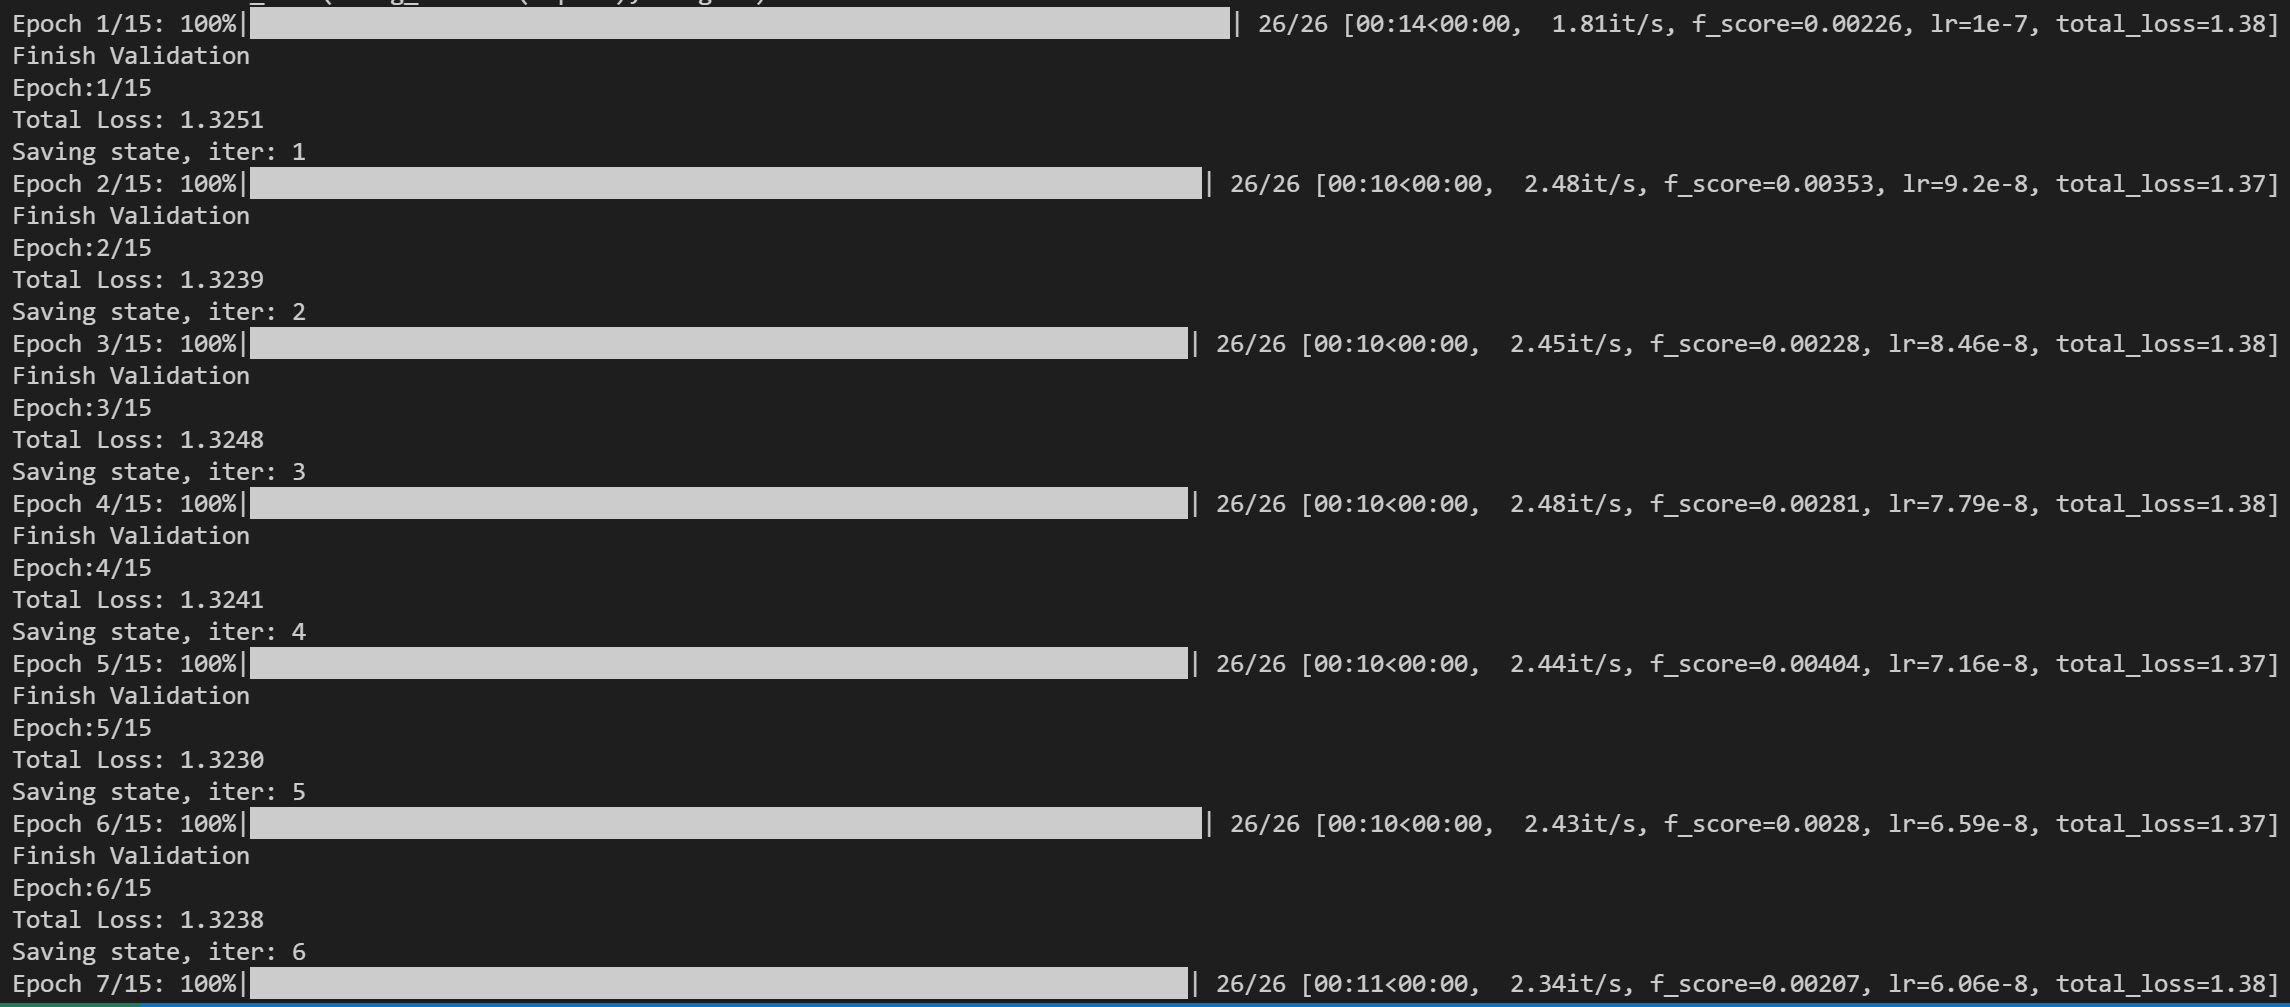 Epoch 1/15: 100%| | 26/26 [00:14<00:00, 1.81it/s, f_score=0.00226, lr=1e-7, total_loss=1.38]
Finish Validation
Epoch:1/15
Total Loss: 1.3251
Saving state, iter: 1
Epoch 2/15: 100%| | 26/26 [00:10<00:00, 2.48it/s, f_score=0.00353, lr=9.2e-8, total_loss=1.37]
Finish Validation
Epoch:2/15
Total Loss: 1.3239
Saving state, iter: 2
Epoch 3/15: 100%| | 26/26 [00:10<00:00, 2.45it/s, f_score=0.00228, lr=8.46e-8, total_loss=1.38]
Finish Validation
Epoch:3/15
Total Loss: 1.3248
Saving state, iter: 3
Epoch 4/15: 100%| | 26/26 [00:10<00:00, 2.48it/s, f_score=0.00281, lr=7.79e-8, total_loss=1.38]
Finish Validation
Epoch:4/15
Total Loss: 1.3241
Saving state, iter: 4
Epoch 5/15: 100%| | 26/26 [00:10<00:00, 2.44it/s, f_score=0.00404, lr=7.16e-8, total_loss=1.37]
Finish Validation
Epoch:5/15
Total Loss: 1.3230
Saving state, iter: 5
Epoch 6/15: 100%| | 26/26 [00:10<00:00, 2.43it/s, f_score=0.0028, lr=6.59e-8, total_loss=1.37]
Finish Validation
Epoch:6/15
Total Loss: 1.3238
Saving state, iter: 6
Epoch 7/15: 100%| | 26/26 [00:11<00:00, 2.34it/s, f_score=0.00207, lr=6.06e-8, total_loss=1.38]